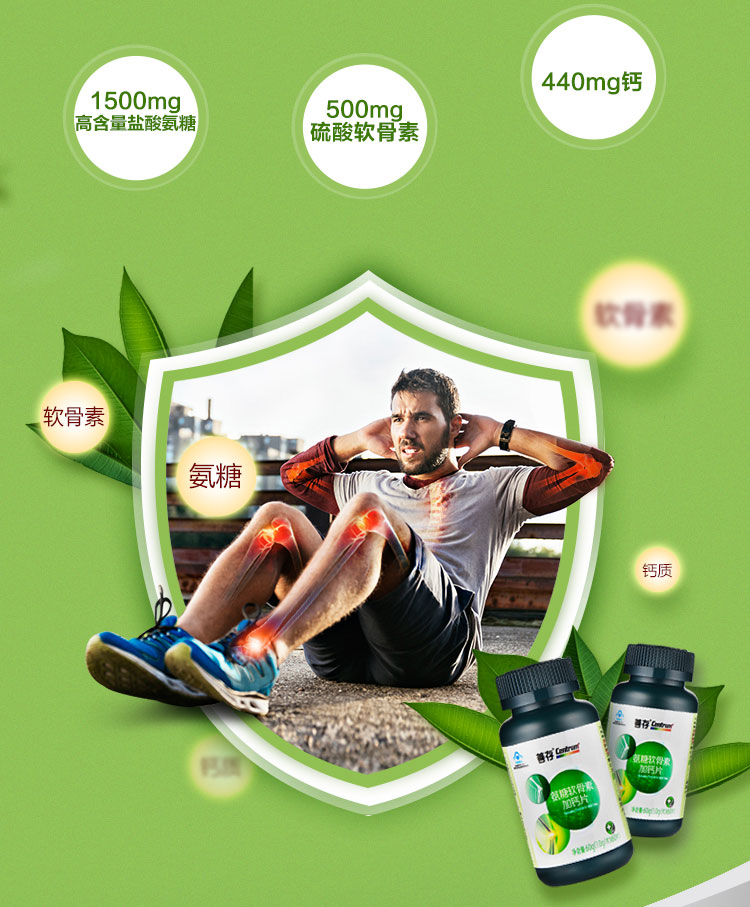 1500mg
高含量盐酸氨糖
500mg
硫酸软骨素
440mg钙
软骨素
软骨素
氨糖
钙质
钙质
善存 Centrum
氨糖软骨素
加钙片
善存 Centrum
氨糖软骨素
加钙片